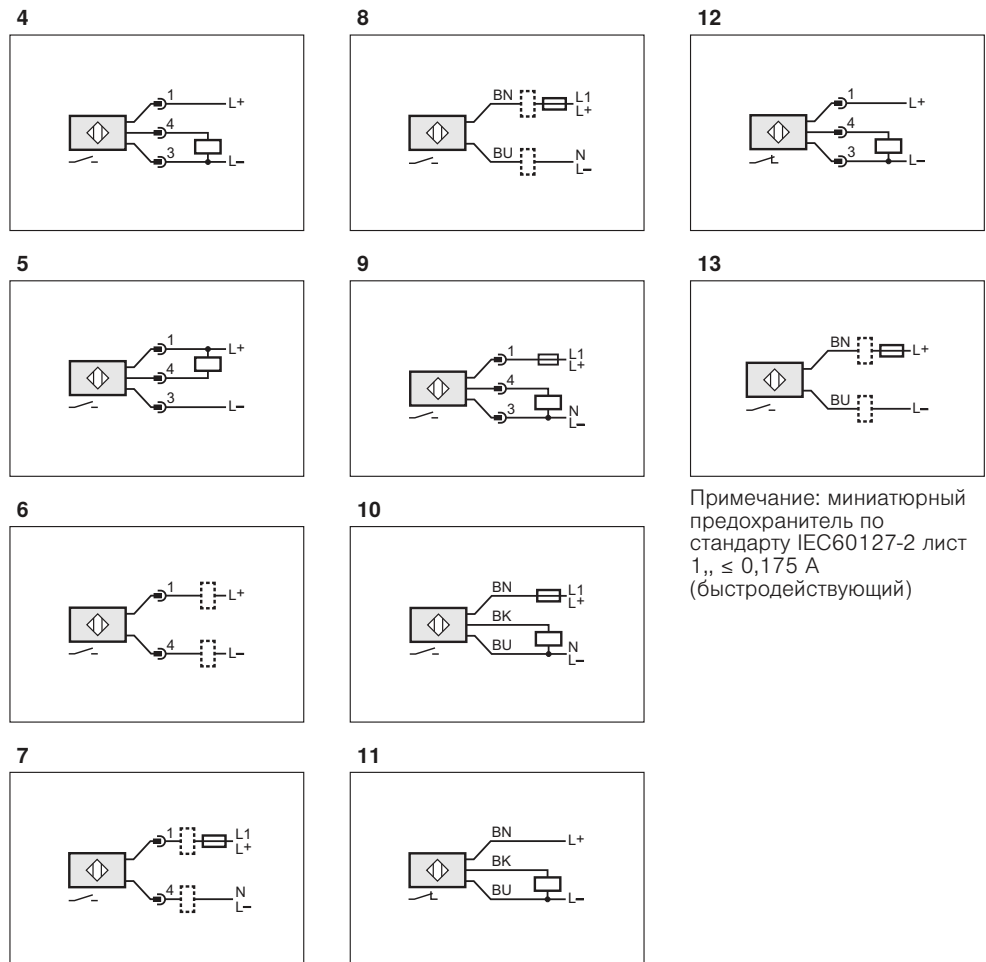 4
1
L+
4
3
L–
5
1
L+
4
3
L–
6
1
L+
4
L–
7
1
L1
L+
4
N
L–
8
BN
L1
L+
BU
N
L–
9
1
L1
L+
4
3
N
L–
10
BN
L1
L+
BK
BU
N
L–
11
BN
L+
BK
BU
L–
12
1
L+
4
3
L–
13
BN
L+
BU
L–
Примечание: миниатюрный
предохранитель по
стандарту IEC60127-2 лист
1,, ≤ 0,175 A
(быстродействующий)